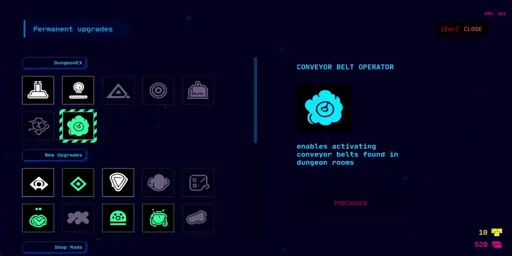 Permanent upgrades
[Esc] CLOSE
DungeonEX
CONVEYOR BELT OPERATOR
enables activating
conveyor belts found in
dungeon rooms
New Upgrades
PURCHASED
10
520
Shop Mods